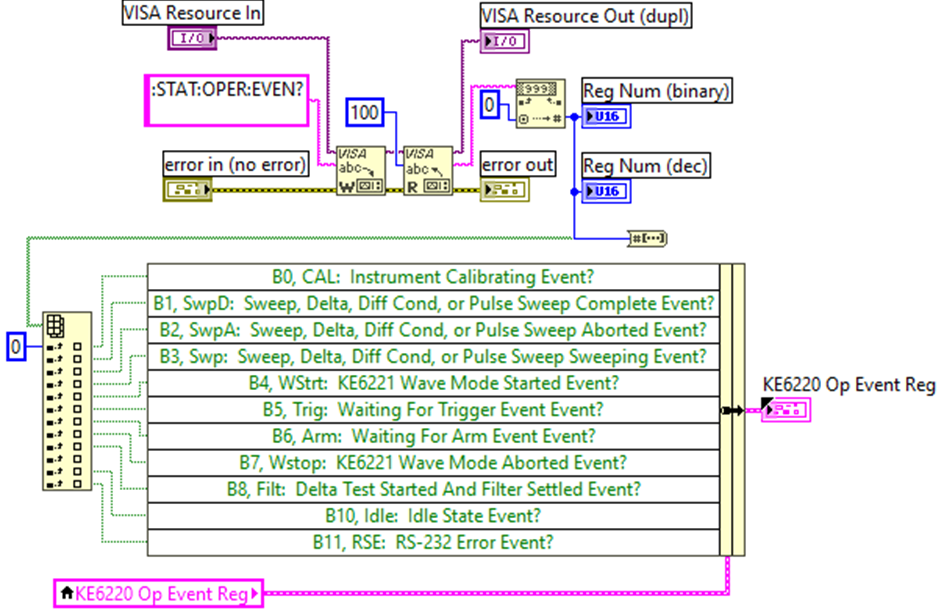 VISA Resource In
I/O
VISA Resource Out (dupl)
I/O
:STAT:OPER:EVEN?
100
0
999
Reg Num (binary)
U16
error in (no error)
VISA
abc
W
VISA
abc
R
error out
Reg Num (dec)
U16
#[...]
B0, CAL:  Instrument Calibrating Event?
B1, SwpD:  Sweep, Delta, Diff Cond, or Pulse Sweep Complete Event?
B2, SwpA:  Sweep, Delta, Diff Cond, or Pulse Sweep Aborted Event?
B3, Swp:  Sweep, Delta, Diff Cond, or Pulse Sweep Sweeping Event?
0
B4, WStrt:  KE6221 Wave Mode Started Event?
KE6220 Op Event Reg
B5, Trig:  Waiting For Trigger Event Event?
B6, Arm:  Waiting For Arm Event Event?
B7, Wstop:  KE6221 Wave Mode Aborted Event?
B8, Filt:  Delta Test Started And Filter Settled Event?
B10, Idle:  Idle State Event?
B11, RSE:  RS-232 Error Event?
KE6220 Op Event Reg